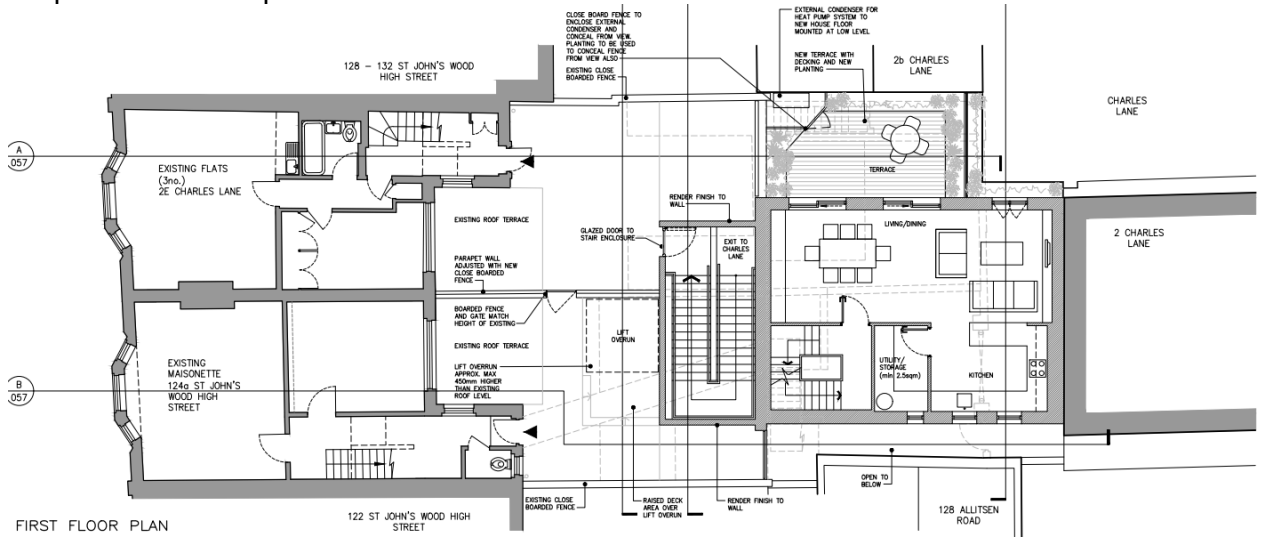 CLOSE BOARD FENCE TO
ENCLOSE EXTERNAL
CONDENSER AND
CONCEAL FROM VIEW.
PLANTING TO BE USED
TO CONCEAL FENCE
FROM VIEW ALSO
EXISTING CLOSE
BOARDED FENCE
EXTERNAL CONDENSER FOR
HEAT PUMP SYSTEM TO
NEW HOUSE FLOOR
MOUNTED AT LOW LEVEL
NEW TERRACE WITH
DECKING AND NEW
PLANTING
2b CHARLES
LANE
CHARLES
LANE
128 – 132 ST JOHN'S WOOD
HIGH STREET
A
057
EXISTING FLATS
(3no.)
2E CHARLES LANE
TERRACE
RENDER FINISH TO
WALL
EXISTING ROOF TERRACE
GLAZED DOOR TO
STAIR ENCLOSURE
EXIT TO
CHARLES
LANE
LIVING/DINING
2 CHARLES
LANE
PARAPET WALL
ADJUSTED WITH NEW
CLOSE BOARDED
FENCE
BOARDED FENCE
AND GATE MATCH
HEIGHT OF EXISTING
EXISTING ROOF TERRACE
LIFT
OVERUN
LIFT OVERRUN
APPROX. MAX
450mm HIGHER
THAN EXISTING
ROOF LEVEL
EXISTING
MAISONETTE
124a ST JOHN'S
WOOD HIGH
STREET
UTILITY/
STORAGE
(min 2.5sqm)
KITCHEN
B
057
OPEN TO
BELOW
EXISTING CLOSE
BOARDED FENCE
RAISED DECK
AREA OVER
LIFT OVERRUN
RENDER FINISH TO
WALL
128 ALLITSEN
ROAD
122 ST JOHN'S WOOD HIGH
STREET
FIRST FLOOR PLAN